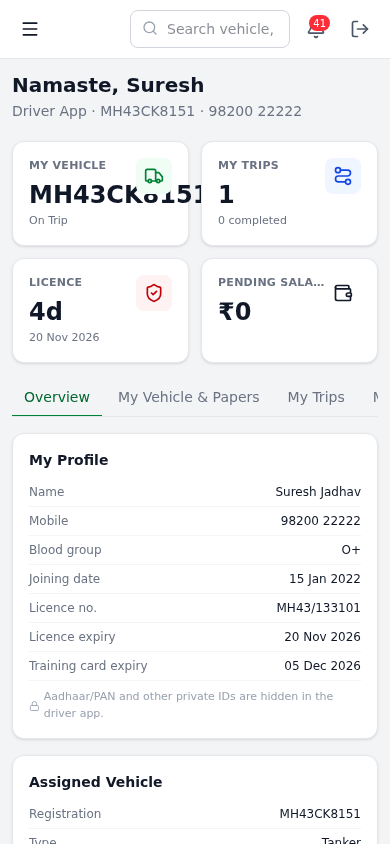 Search vehicle,
41
Namaste, Suresh
Driver App · MH43CK8151 · 98200 22222
MY VEHICLE
MH43CK8151
On Trip
MY TRIPS
1
0 completed
LICENCE
4d
20 Nov 2026
PENDING SALA…
₹0
Overview
My Vehicle & Papers
My Trips
My Profile
Name Suresh Jadhav
Mobile 98200 22222
Blood group O+
Joining date 15 Jan 2022
Licence no. MH43/133101
Licence expiry 20 Nov 2026
Training card expiry 05 Dec 2026
Aadhaar/PAN and other private IDs are hidden in the
driver app.
Assigned Vehicle
Registration MH43CK8151
Type Tanker